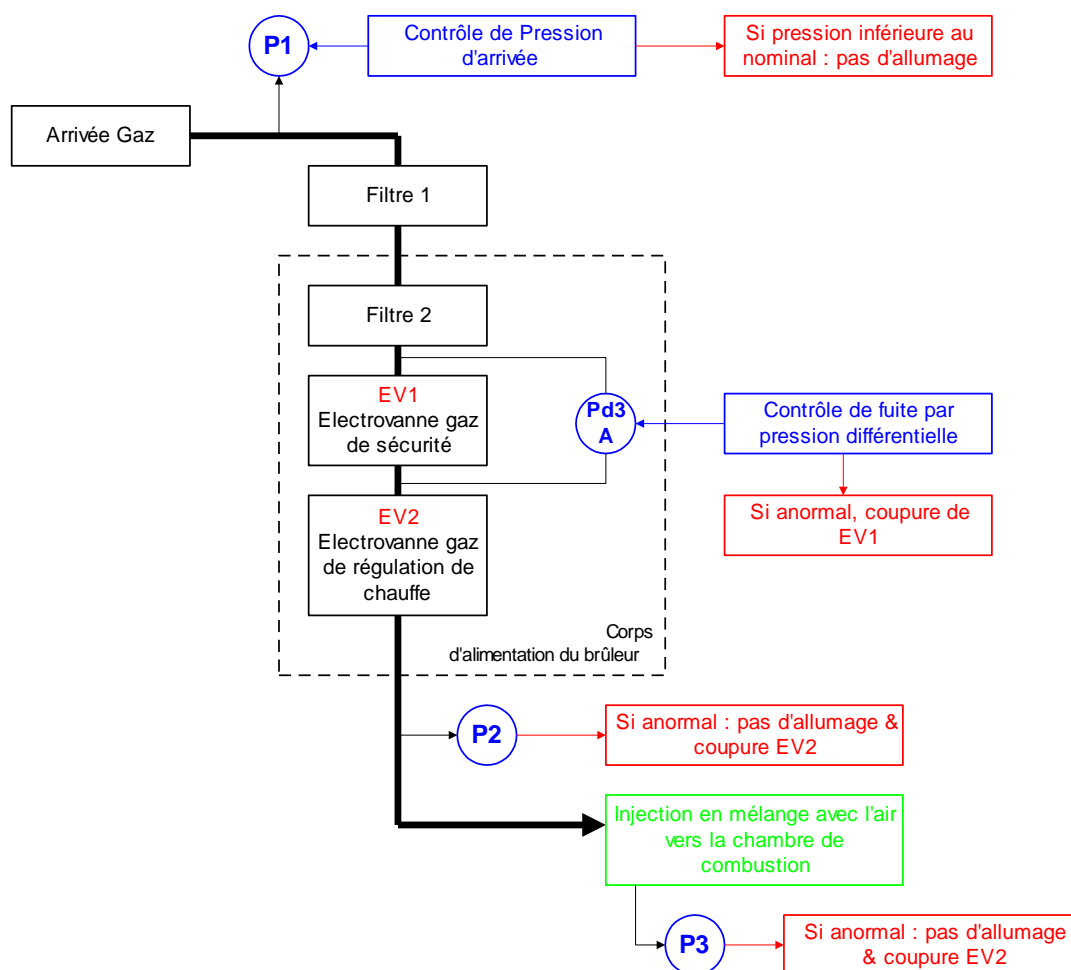 P1
Contrôle de Pression
d'arrivée
Si pression inférieure au
nominal : pas d'allumage
Arrivée Gaz
Filtre 1
Filtre 2
EV1
Electrovanne gaz
de sécurité
Pd3
A
Contrôle de fuite par
pression différentielle
Si anormal, coupure de
EV1
EV2
Electrovanne gaz
de régulation de
chauffe
Corps
d'alimentation du brûleur
P2
Si anormal : pas d'allumage &
coupure EV2
Injection en mélange avec l'air
vers la chambre de
combustion
P3
Si anormal : pas d'allumage
& coupure EV2